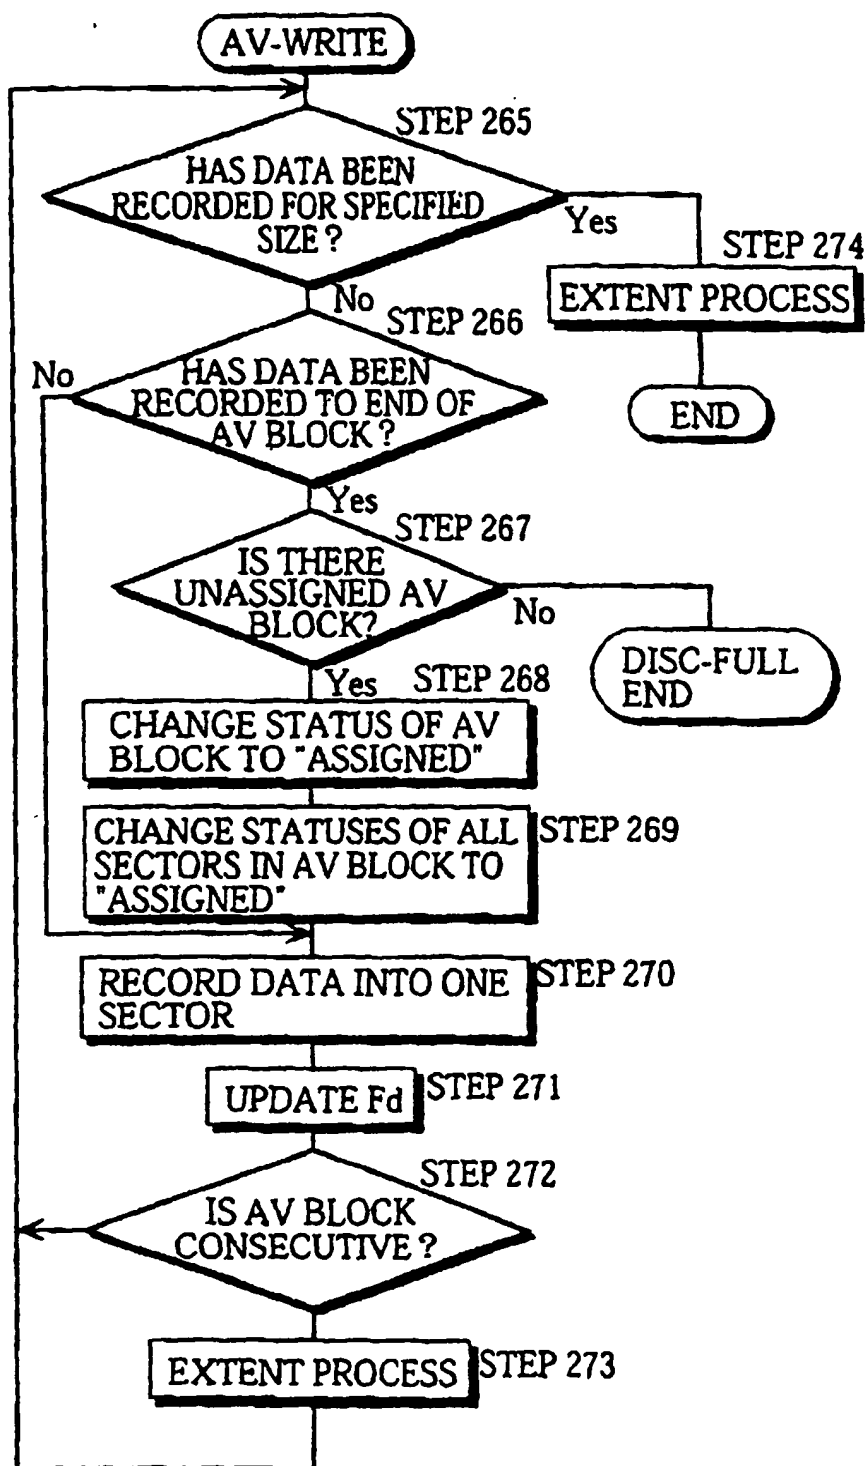 AV-WRITE
STEP 265
HAS DATA BEEN
RECORDED FOR SPECIFIED
SIZE ?
Yes
STEP 274
EXTENT PROCESS
END
No
STEP 266
No
HAS DATA BEEN
RECORDED TO END OF
AV BLOCK ?
Yes
STEP 267
IS THERE
UNASSIGNED AV
BLOCK?
No
DISC-FULL
END
Yes
STEP 268
CHANGE STATUS OF AV
BLOCK TO "ASSIGNED"
CHANGE STATUSES OF ALL
SECTORS IN AV BLOCK TO
"ASSIGNED"
STEP 269
RECORD DATA INTO ONE
SECTOR
STEP 270
UPDATE Fd
STEP 271
STEP 272
IS AV BLOCK
CONSECUTIVE ?
EXTENT PROCESS
STEP 273